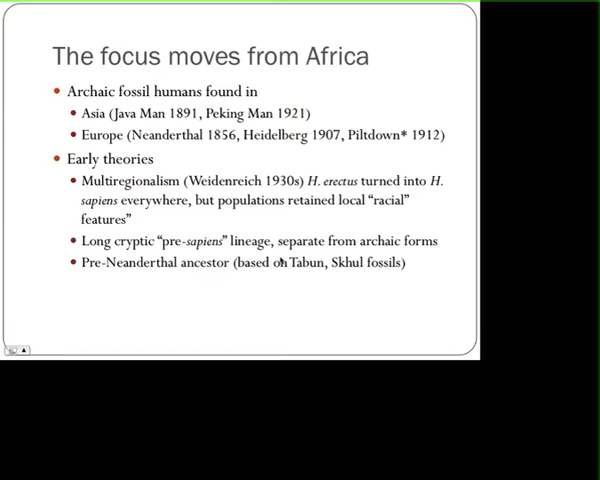 The focus moves from Africa
• Archaic fossil humans found in
• Asia (Java Man 1891, Peking Man 1921)
• Europe (Neanderthal 1856, Heidelberg 1907, Piltdown* 1912)
• Early theories
• Multiregionalism (Weidenreich 1930s) H. erectus turned into H.
sapiens everywhere, but populations retained local “racial”
features”
• Long cryptic “pre-sapiens” lineage, separate from archaic forms
• Pre-Neanderthal ancestor (based on Tabun, Skhul fossils)